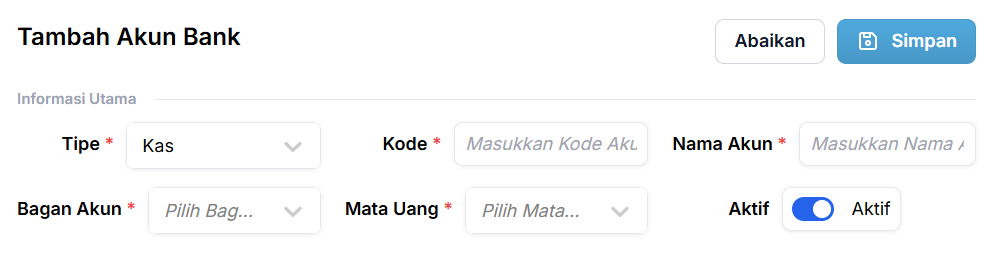 Tambah Akun Bank
Abaikan
Simpan
Informasi Utama
Tipe *
Kas
Kode *
Masukkan Kode Aku
Nama Akun *
Masukkan Nama A
Bagan Akun *
Pilih Bag...
Mata Uang *
Pilih Mata...
Aktif
Aktif